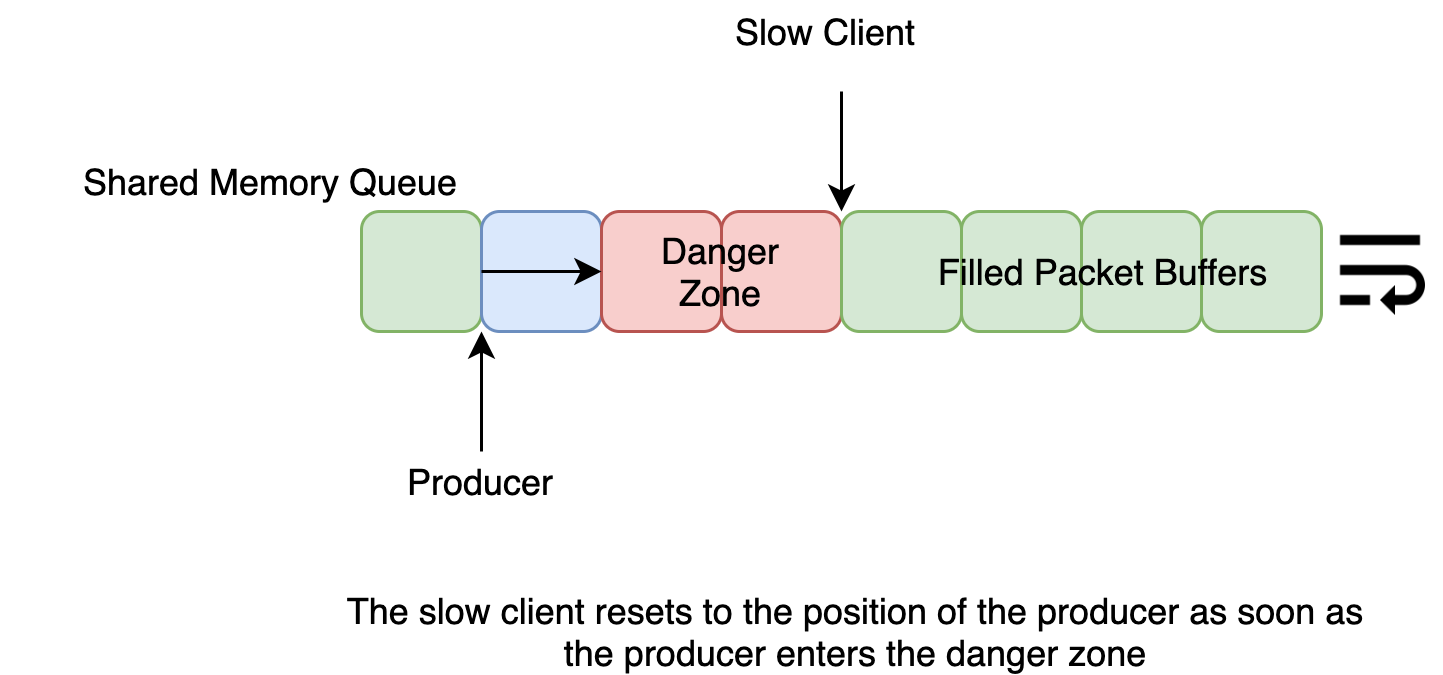 Slow Client
Shared Memory Queue
Danger
Zone
Filled Packet Buffers
Producer
The slow client resets to the position of the producer as soon as
the producer enters the danger zone